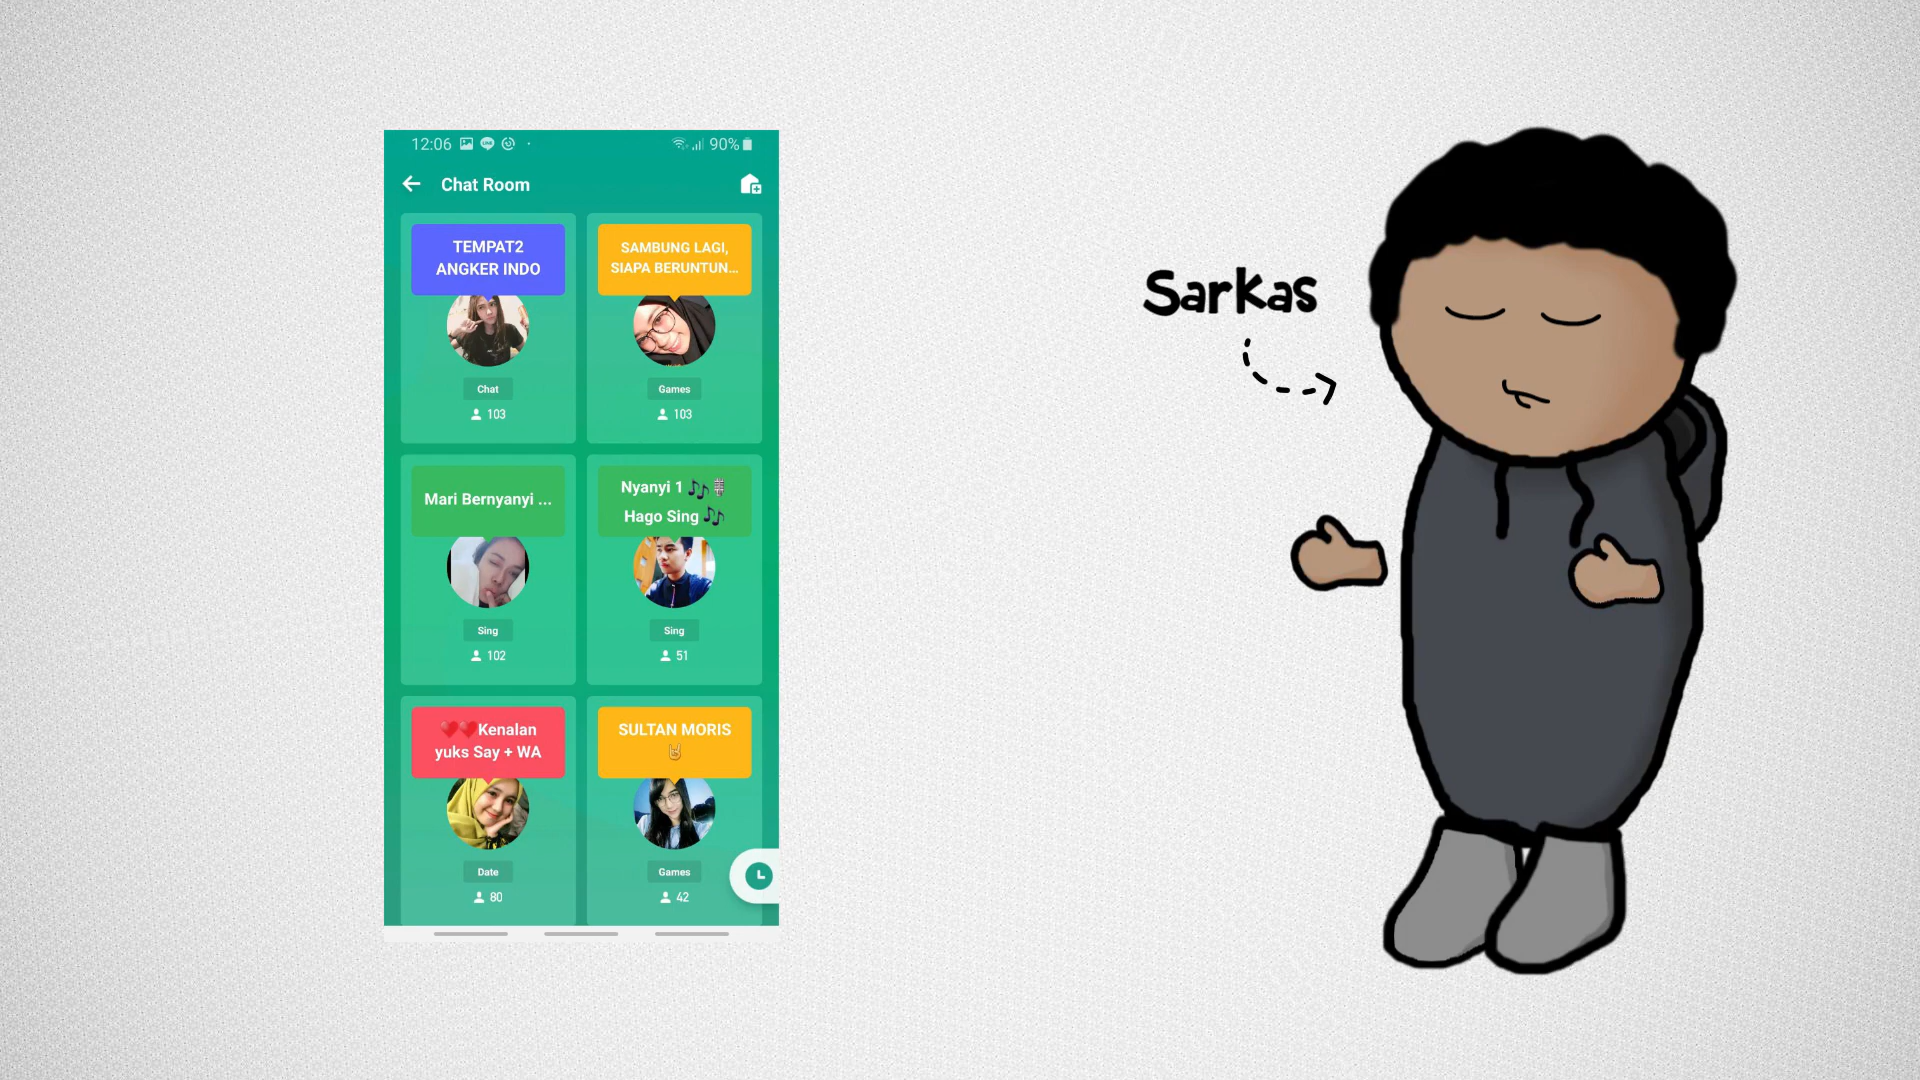 12:06
90%
Chat Room
TEMPAT2
ANGKER INDO
Chat
103
SAMBUNG LAGI,
SIAPA BERUNTUN...
Games
103
Mari Bernyanyi ...
Sing
102
Nyanyi 1 🎶🎙
Hago Sing 🎶
Sing
51
❤️❤️Kenalan
yuks Say + WA
Date
80
SULTAN MORIS
🤘
Games
42
Sarkas